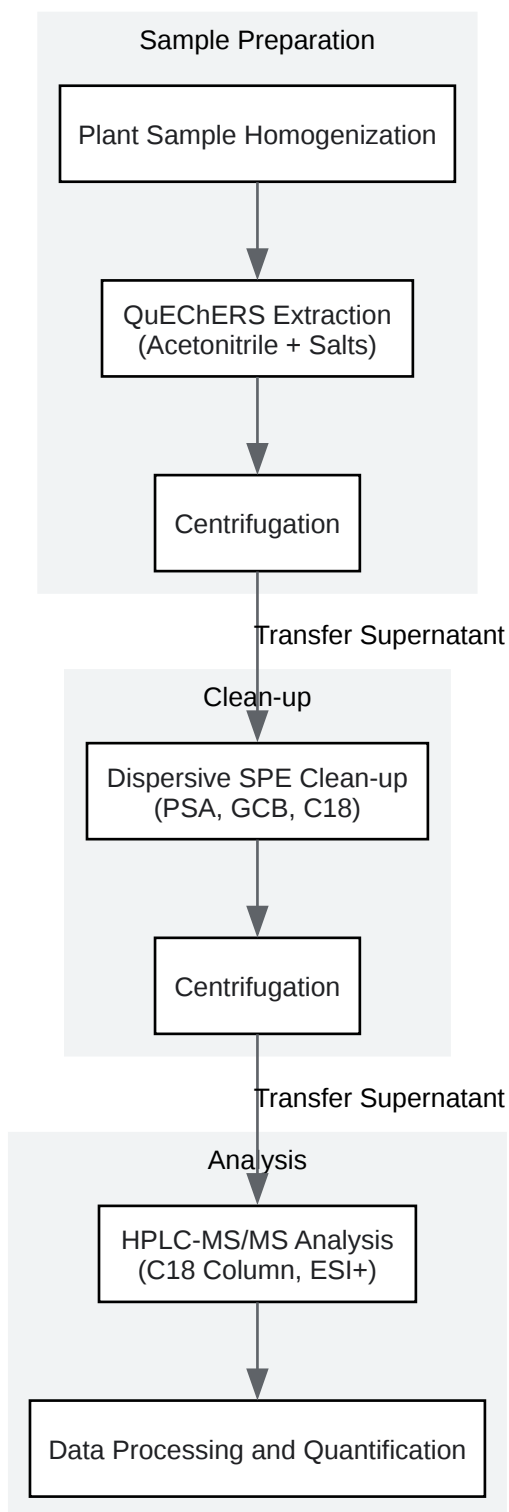 Sample Preparation
Plant Sample Homogenization
QuEChERS Extraction
(Acetonitrile + Salts)
Centrifugation
Transfer Supernatant
Clean-up
Dispersive SPE Clean-up
(PSA, GCB, C18)
Centrifugation
Transfer Supernatant
Analysis
HPLC-MS/MS Analysis
(C18 Column, ESI+)
Data Processing and Quantification